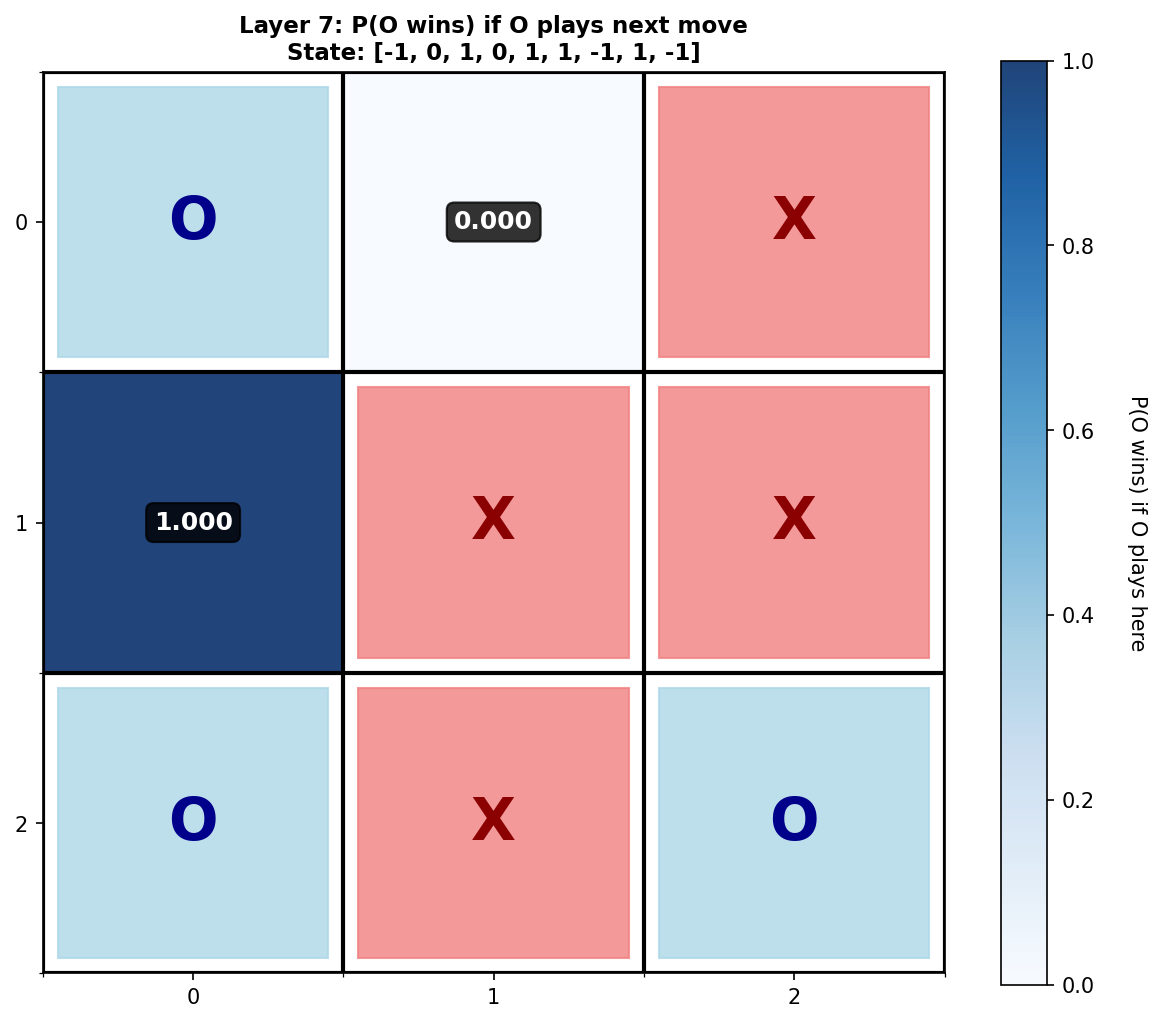 Layer 7: P(O wins) if O plays next move
State: [-1, 0, 1, 0, 1, 1, -1, 1, -1]
0
O
0.000
X
1
1.000
X
X
2
O
X
O
0
1
2
1.0
0.8
0.6
0.4
0.2
0.0
P(O wins) if O plays here